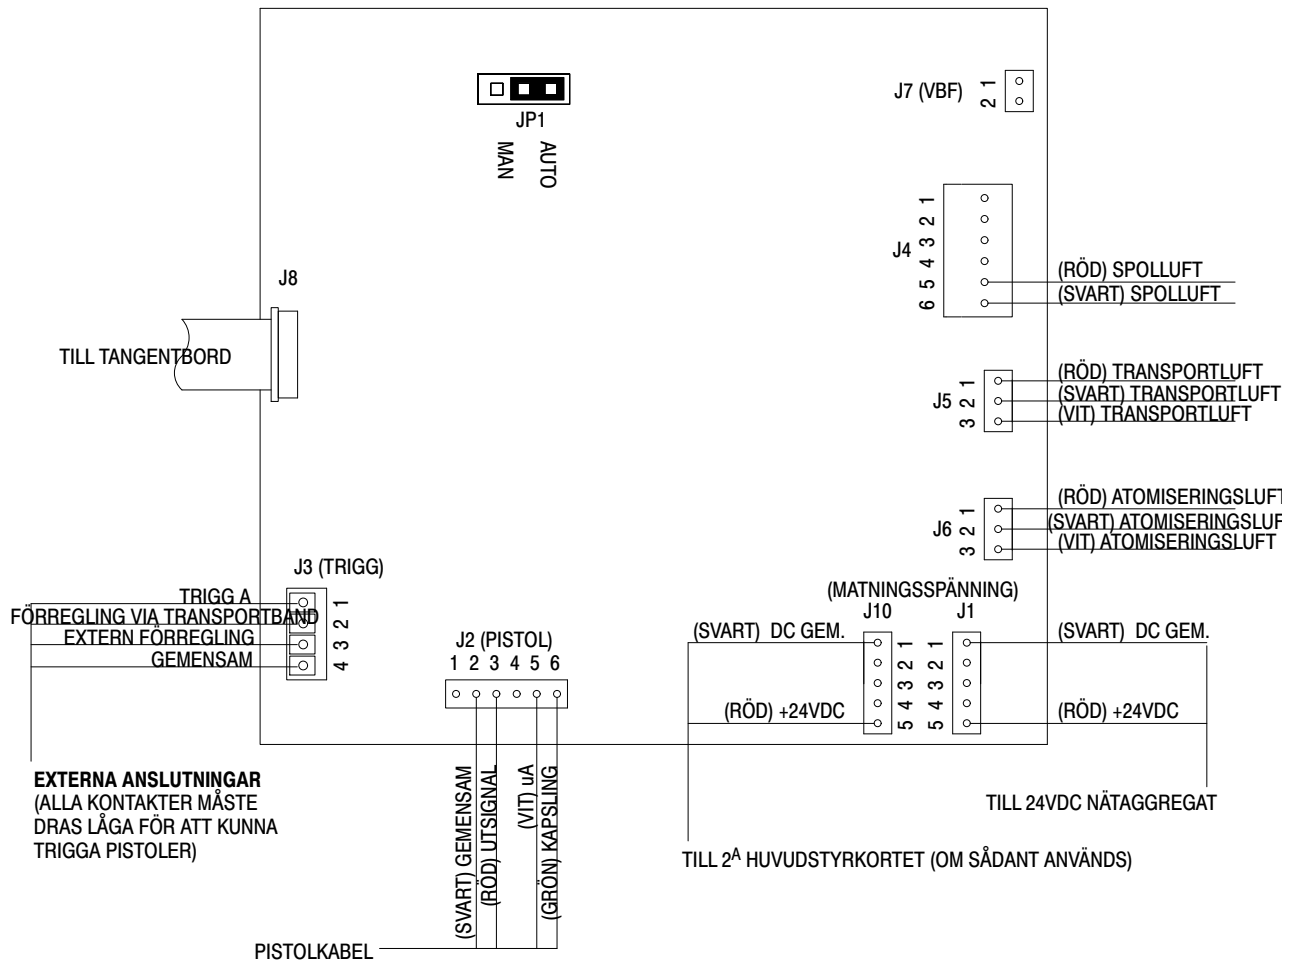 JP1
MAN
AUTO
J7 (VBF)
1
2
J4
1
2
3
4
5
6
(RÖD) SPOLLUFT
(SVART) SPOLLUFT
J8
TILL TANGENTBORD
J5
1
2
3
(RÖD) TRANSPORTLUFT
(SVART) TRANSPORTLUFT
(VIT) TRANSPORTLUFT
J6
1
2
3
(RÖD) ATOMISERINGSLUFT
(SVART) ATOMISERINGSLUF
(VIT) ATOMISERINGSLUFT
J3 (TRIGG)
TRIGG A
FÖRREGLING VIA TRANSPORTBAND
EXTERN FÖRREGLING
GEMENSAM
1
2
3
4
J2 (PISTOL)
1 2 3 4 5 6
(MATNINGSSPÄNNING)
J10 J1
(SVART) DC GEM.
(RÖD) +24VDC
1
2
3
4
5
1
2
3
4
5
(SVART) DC GEM.
(RÖD) +24VDC
EXTERNA ANSLUTNINGAR
(ALLA KONTAKTER MÅSTE
DRAS LÅGA FÖR ATT KUNNA
TRIGGA PISTOLER)
(SVART) GEMENSAM
(RÖD) UTSIGNAL
(VIT) uA
(GRÖN) KAPSLING
TILL 24VDC NÄTAGGREGAT
TILL 2A HUVUDSTYRKORTET (OM SÅDANT ANVÄNDS)
PISTOLKABEL